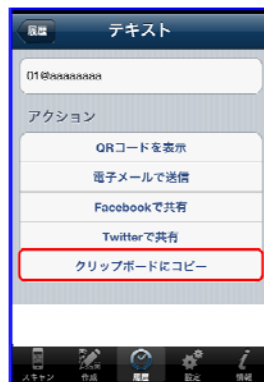 履歴
テキスト
01@aaaaaaaa
アクション
QRコードを表示
電子メールで送信
Facebookで共有
Twitterで共有
クリップボードにコピー
スキャン
作成
履歴
設定
情報